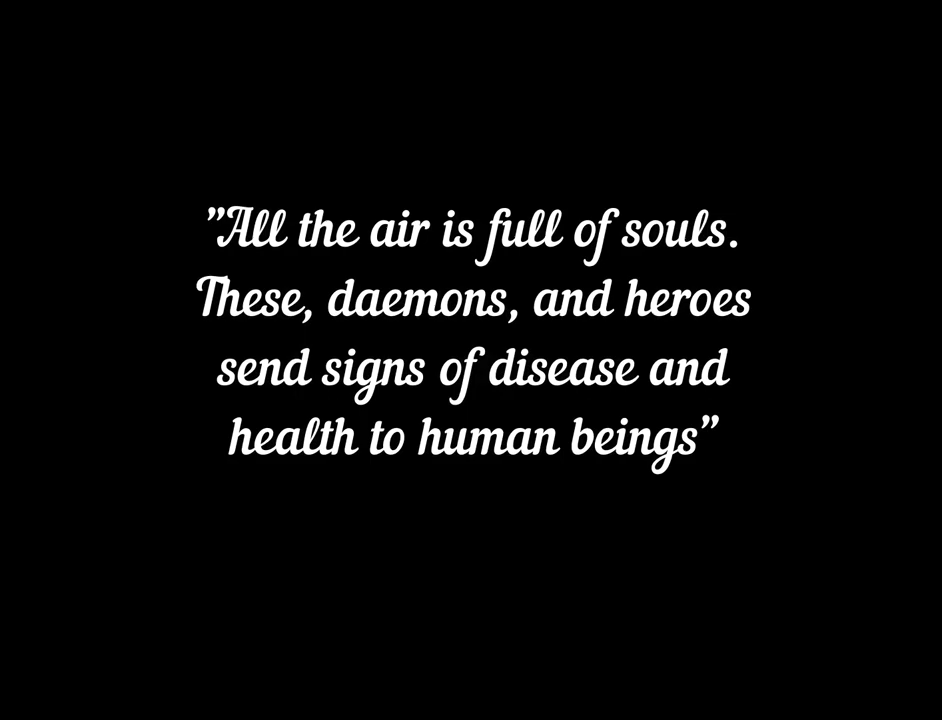 "All the air is full of souls.
These, daemons, and heroes
send signs of disease and
health to human beings"